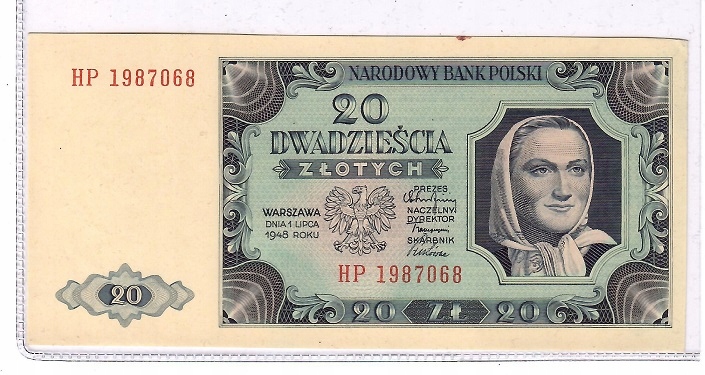 HP 1987068
NARODOWY BANK POLSKI
20
DWADZIEŚCIA
ZŁOTYCH
WARSZAWA
DNIA 1 LIPCA
1948 ROKU
PREZES
NACZELNY
DYREKTOR
SKARBNIK
HP 1987068
20
20 ZŁ 20